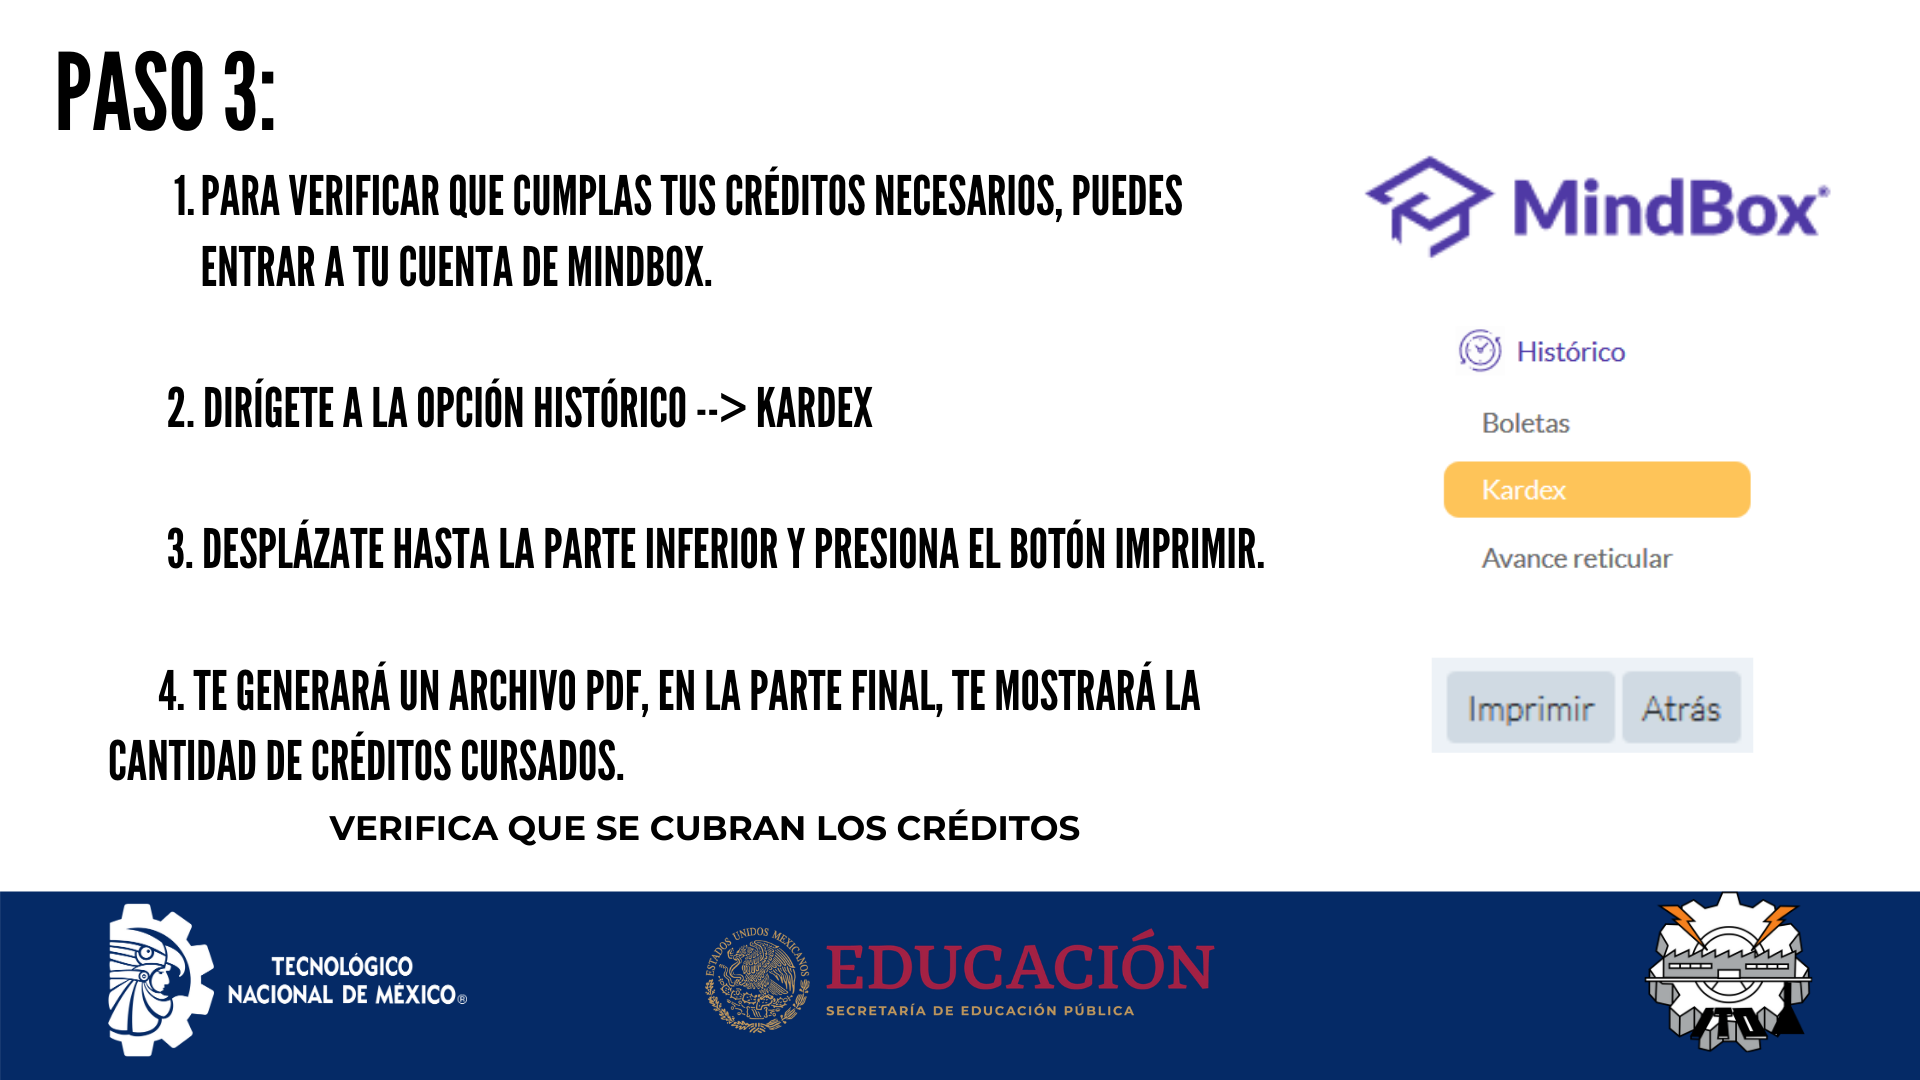 PASO 3:
1. PARA VERIFICAR QUE CUMPLAS TUS CRÉDITOS NECESARIOS, PUEDES
ENTRAR A TU CUENTA DE MINDBOX.
2. DIRÍGETE A LA OPCIÓN HISTÓRICO --> KARDEX
3. DESPLÁZATE HASTA LA PARTE INFERIOR Y PRESIONA EL BOTÓN IMPRIMIR.
4. TE GENERARÁ UN ARCHIVO PDF, EN LA PARTE FINAL, TE MOSTRARÁ LA
CANTIDAD DE CRÉDITOS CURSADOS.
VERIFICA QUE SE CUBRAN LOS CRÉDITOS
MindBox®
Histórico
Boletas
Kardex
Avance reticular
Imprimir Atrás
TECNOLÓGICO
NACIONAL DE MÉXICO®
ESTADOS UNIDOS MEXICANOS
EDUCACIÓN
SECRETARÍA DE EDUCACIÓN PÚBLICA